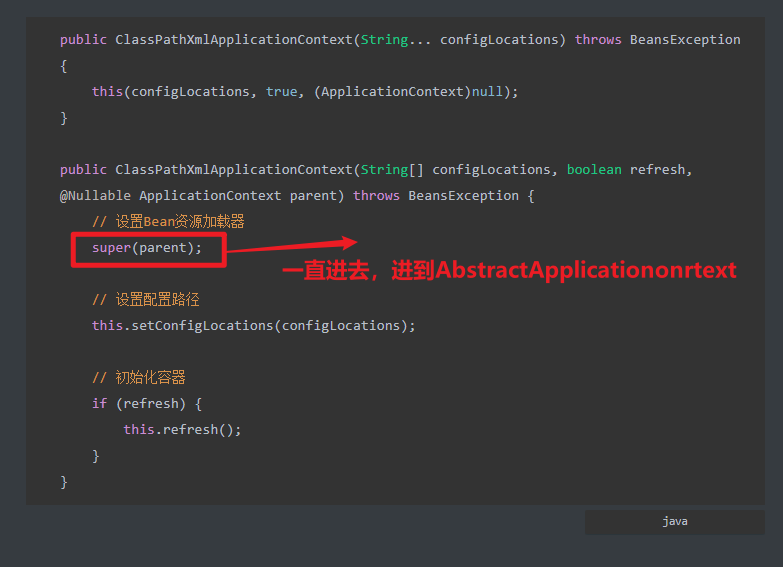 public ClassPathXmlApplicationContext(String... configLocations) throws BeansException
{
this(configLocations, true, (ApplicationContext)null);
}
public ClassPathXmlApplicationContext(String[] configLocations, boolean refresh,
@Nullable ApplicationContext parent) throws BeansException {
// 设置Bean资源加载器
super(parent);
一直进去，进到AbstractApplicationonrtext
// 设置配置路径
this.setConfigLocations(configLocations);
// 初始化容器
if (refresh) {
this.refresh();
}
}
java